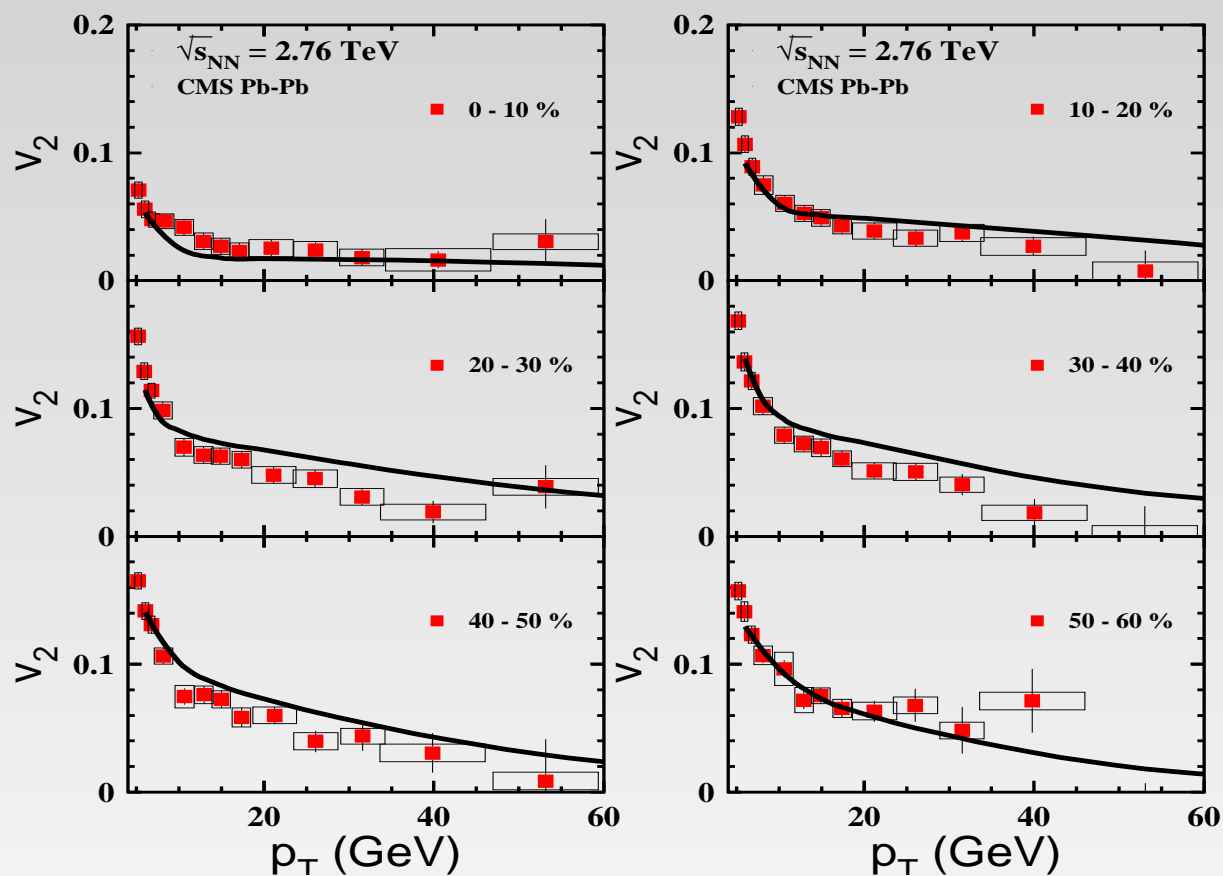 0.2
√sNN = 2.76 TeV
CMS Pb-Pb
0 - 10 %
V2
0.1
0
√sNN = 2.76 TeV
CMS Pb-Pb
10 - 20 %
V2
0.2
0.1
0
20 - 30 %
V2
0.1
0
30 - 40 %
V2
0.1
0
40 - 50 %
V2
0.1
0
20
40
60
pT (GeV)
50 - 60 %
V2
0.1
0
20
40
60
pT (GeV)